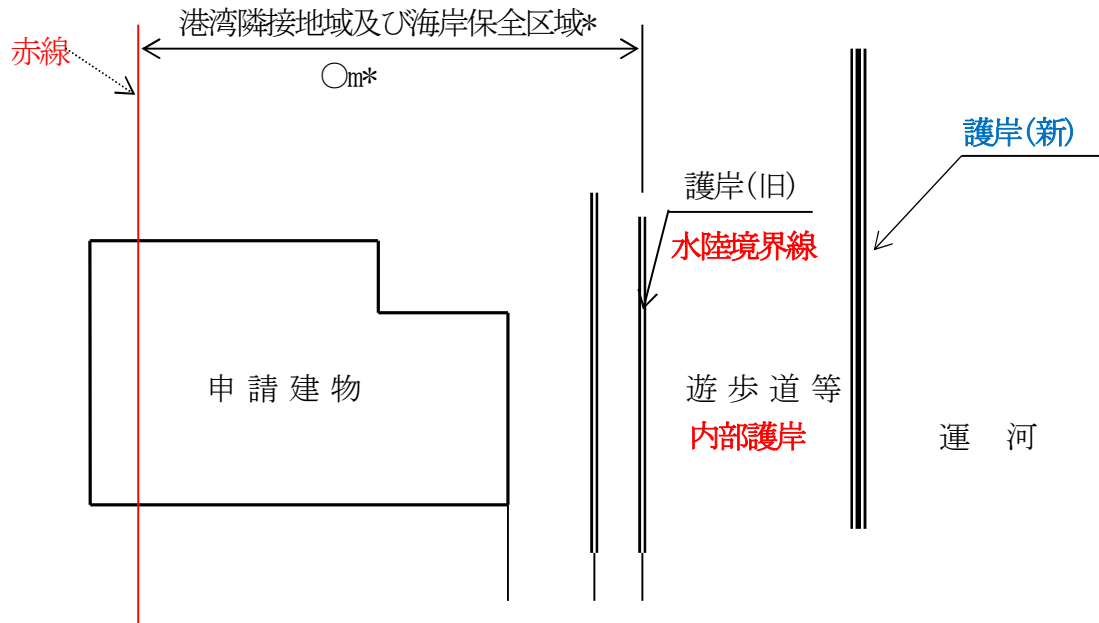 港湾隣接地域及び海岸保全区域*
赤線
○m*
護岸(新)
護岸(旧)
水陸境界線
申請建物
遊歩道等
内部護岸
運河